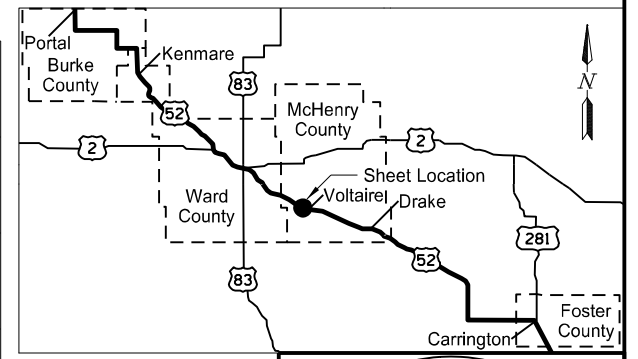 Portal
Burke
County
Kenmare
83
52
McHenry
County
N
2
2
Sheet Location
Voltaire
Ward
County
Drake
281
52
83
Foster
County
Carrington